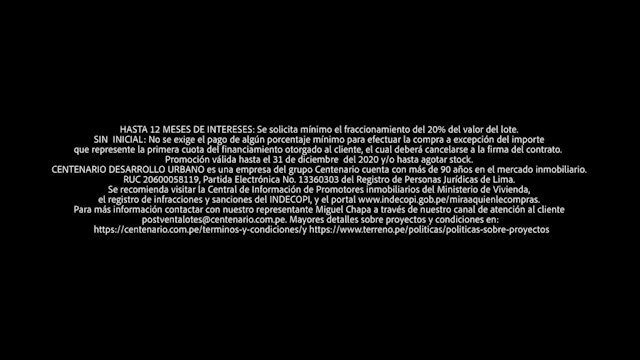 HASTA 12 MESES DE INTERESES: Se solicita mínimo el fraccionamiento del 20% del valor del lote.
SIN INICIAL: No se exige el pago de algún porcentaje mínimo para efectuar la compra a excepción del importe
que represente la primera cuota del financiamiento otorgado al cliente, el cual deberá cancelarse a la firma del contrato.
Promoción válida hasta el 31 de diciembre del 2020 y/o hasta agotar stock.
CENTENARIO DESARROLLO URBANO es una empresa del grupo Centenario cuenta con más de 90 años en el mercado inmobiliario.
RUC 20600058119, Partida Electrónica No. 13360303 del Registro de Personas Jurídicas de Lima.
Se recomienda visitar la Central de Información de Promotores inmobiliarios del Ministerio de Vivienda,
el registro de infracciones y sanciones del INDECOPI, y el portal www.indecopi.gob.pe/miraaquienlecompras.
Para más información contactar con nuestro representante Miguel Chapa a través de nuestro canal de atención al cliente
postventalotes@centenario.com.pe. Mayores detalles sobre proyectos y condiciones en:
https://centenario.com.pe/terminos-y-condiciones/y https://www.terreno.pe/politicas/politicas-sobre-proyectos